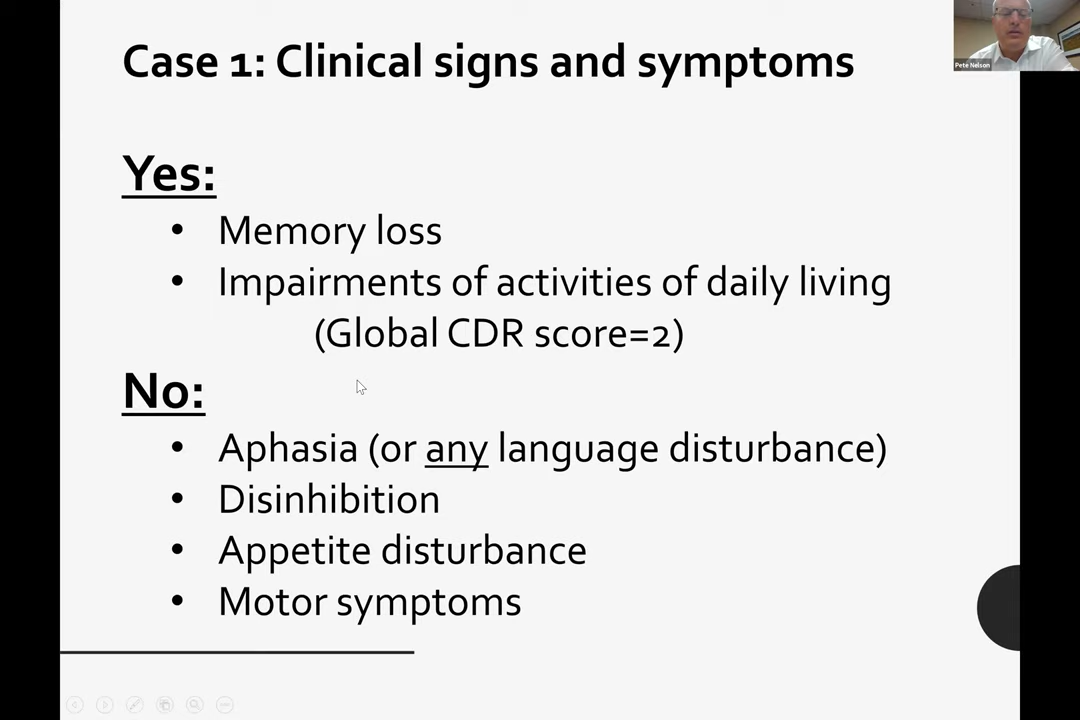 Case 1: Clinical signs and symptoms
Pete Nelson
Yes:
• Memory loss
• Impairments of activities of daily living
(Global CDR score=2)
No:
• Aphasia (or any language disturbance)
• Disinhibition
• Appetite disturbance
• Motor symptoms